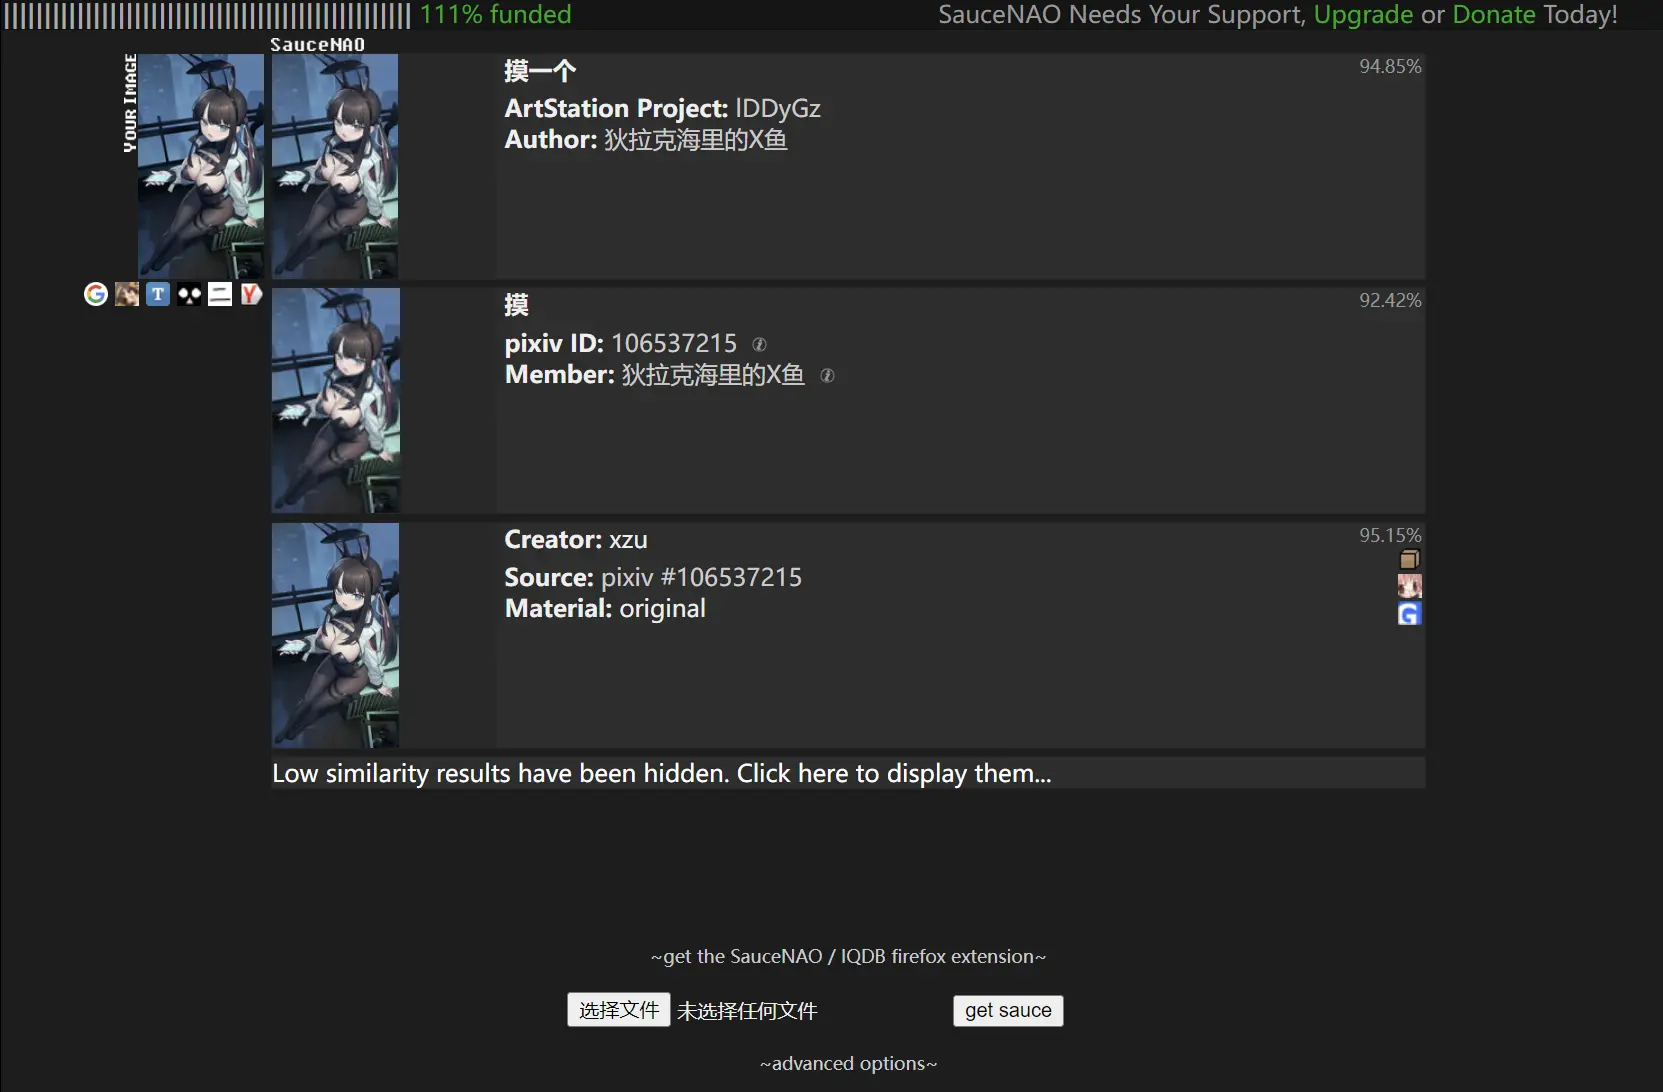 111% funded
SauceNAO Needs Your Support, Upgrade or Donate Today!
SauceNAO
YOUR IMAGE
摸一个
94.85%
ArtStation Project: lDDyGz
Author: 狄拉克海里的X鱼
摸
92.42%
pixiv ID: 106537215
Member: 狄拉克海里的X鱼
Creator: xzu
95.15%
Source: pixiv #106537215
Material: original
Low similarity results have been hidden. Click here to display them...
~get the SauceNAO / IQDB firefox extension~
选择文件 未选择任何文件 get sauce
~advanced options~